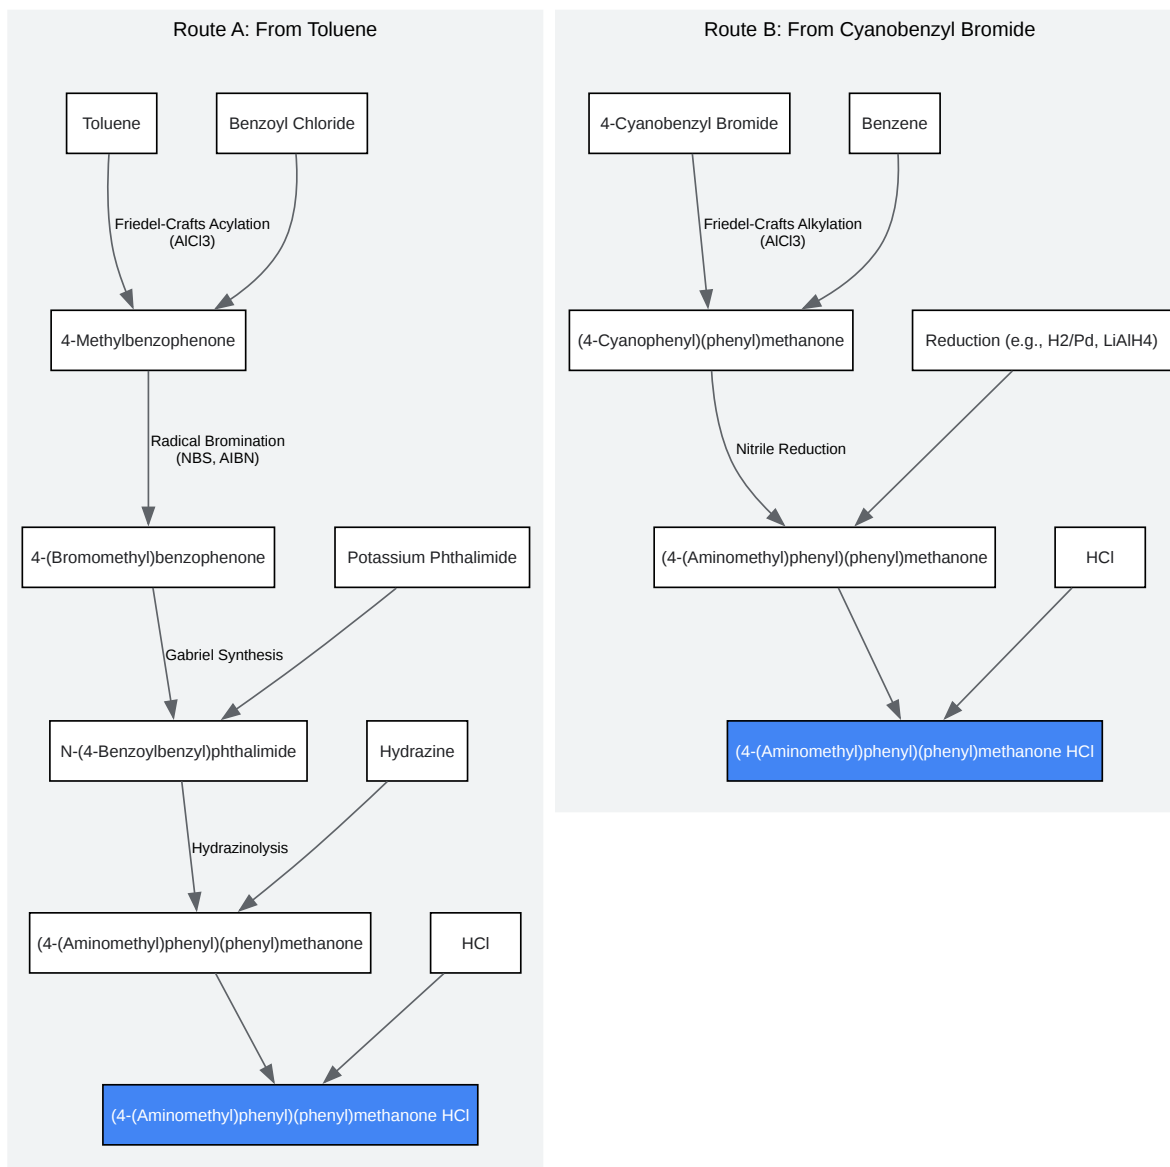 Route A: From Toluene
Toluene
Benzoyl Chloride
Friedel-Crafts Acylation
(AlCl3)
4-Methylbenzophenone
Radical Bromination
(NBS, AIBN)
4-(Bromomethyl)benzophenone
Potassium Phthalimide
Gabriel Synthesis
N-(4-Benzoylbenzyl)phthalimide
Hydrazine
Hydrazinolysis
(4-(Aminomethyl)phenyl)(phenyl)methanone
HCl
(4-(Aminomethyl)phenyl)(phenyl)methanone HCl
Route B: From Cyanobenzyl Bromide
4-Cyanobenzyl Bromide
Benzene
Friedel-Crafts Alkylation
(AlCl3)
(4-Cyanophenyl)(phenyl)methanone
Reduction (e.g., H2/Pd, LiAlH4)
Nitrile Reduction
(4-(Aminomethyl)phenyl)(phenyl)methanone
HCl
(4-(Aminomethyl)phenyl)(phenyl)methanone HCl